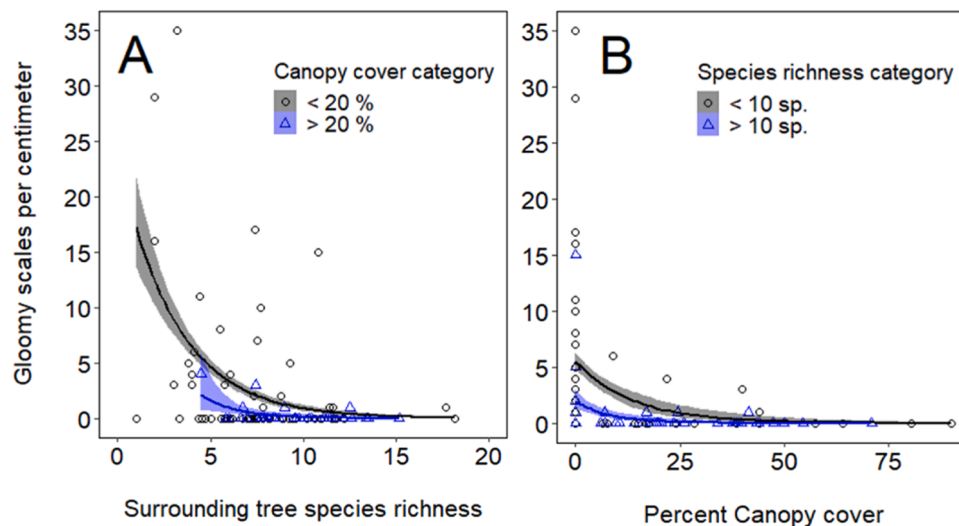 A
B
Canopy cover category
< 20 %
> 20 %
Species richness category
< 10 sp.
> 10 sp.
Gloomy scales per centimeter
35
30
25
20
15
10
5
0
35
30
25
20
15
10
5
0
0 5 10 15 20
0 25 50 75
Surrounding tree species richness
Percent Canopy cover